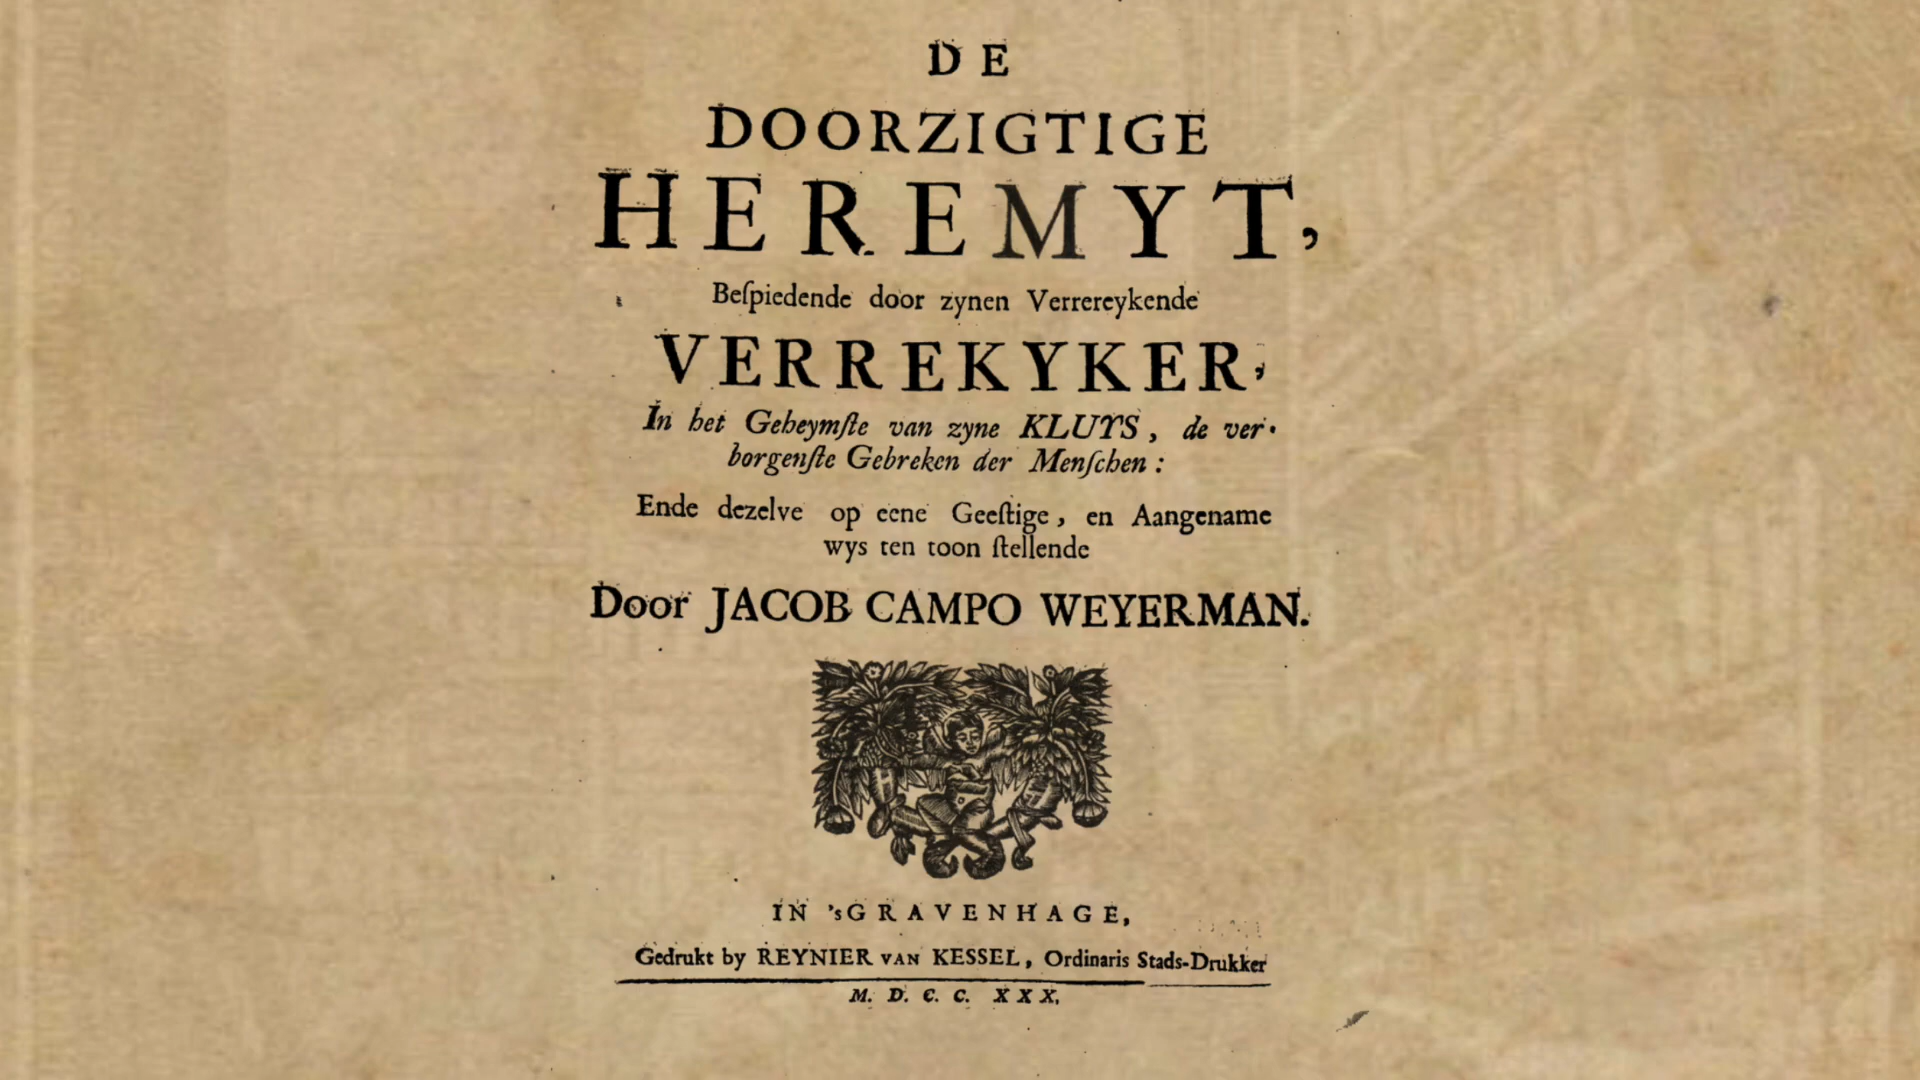 DE
DOORZIGTIGE
HEREMYT,
Beſpiedende door zynen Verrereykende
VERREKYKER,
In het Geheymſte van zyne KLUYS, de ver-
borgenſte Gebreken der Menſchen:
Ende dezelve op eene Geeſtige, en Aangename
wys ten toon ſtellende
Door JACOB CAMPO WEYERMAN.
IN 'sGRAVENHAGE,
Gedrukt by REYNIER VAN KESSEL, Ordinaris Stads-Drukker
M. D. C. C. XXX.